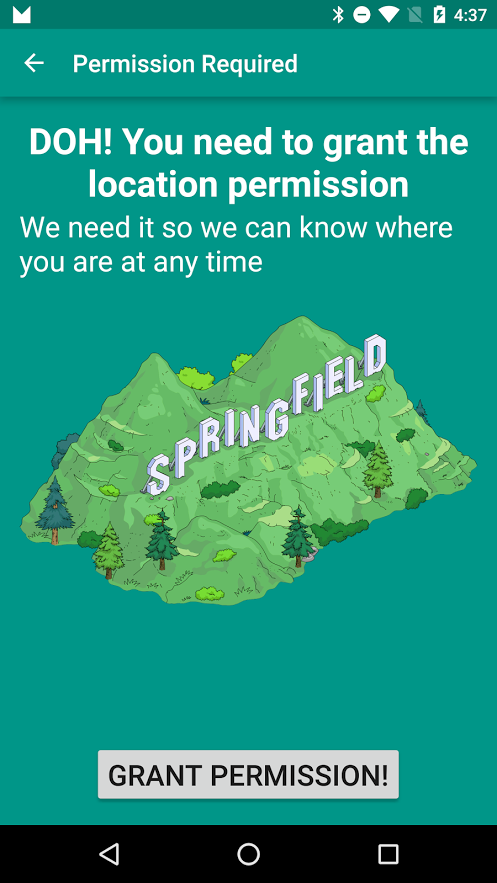 4:37
Permission Required
DOH! You need to grant the
location permission
We need it so we can know where
you are at any time
SPRINGFIELD
GRANT PERMISSION!